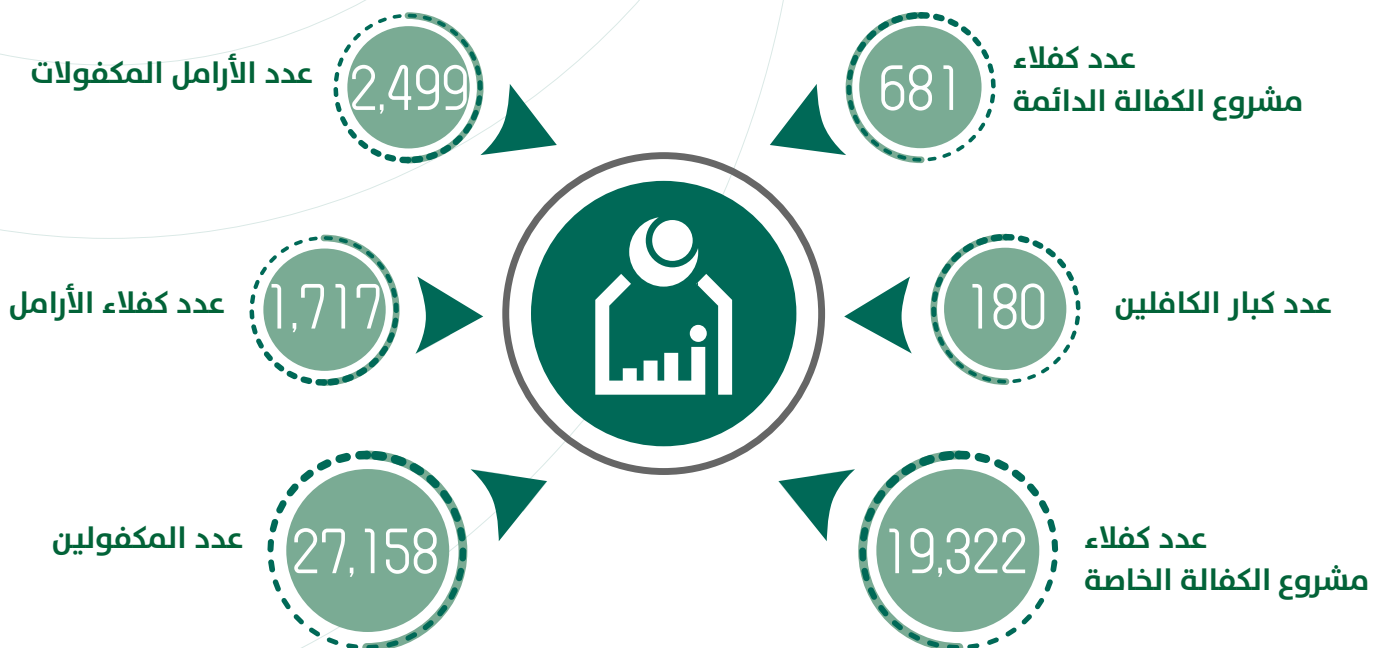 عدد كفلاء
مشروع الكفالة الدائمة
681
عدد الأرامل المكفولات
2,499
عدد كبار الكافلين
180
عدد كفلاء الأرامل
1,717
عدد كفلاء
مشروع الكفالة الخاصة
19,322
عدد المكفولين
27,158